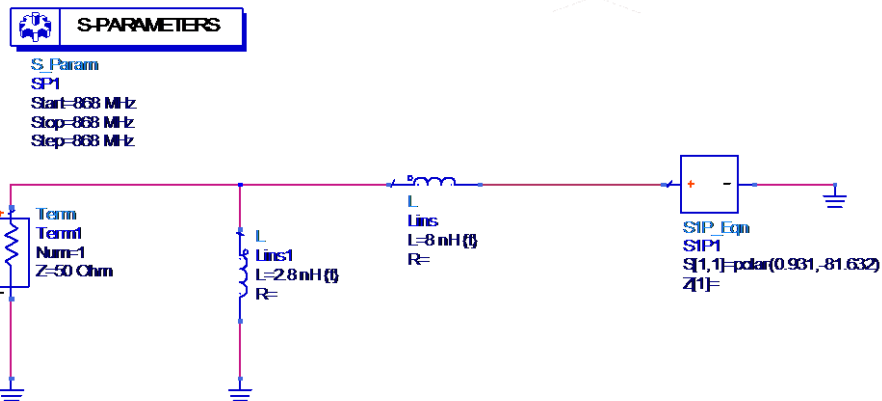 S-PARAMETERS
S_Param
SP1
Start=868 MHz
Stop=868 MHz
Step=868 MHz
Term
Term1
Num=1
Z=50 Ohm
L
Lins1
L=2.8 nH {t}
R=
L
Lins
L=8 nH {t}
R=
+ -
S1P_Eqn
S1P1
S[1,1]=polar(0.931,-81.632)
Z[1]=